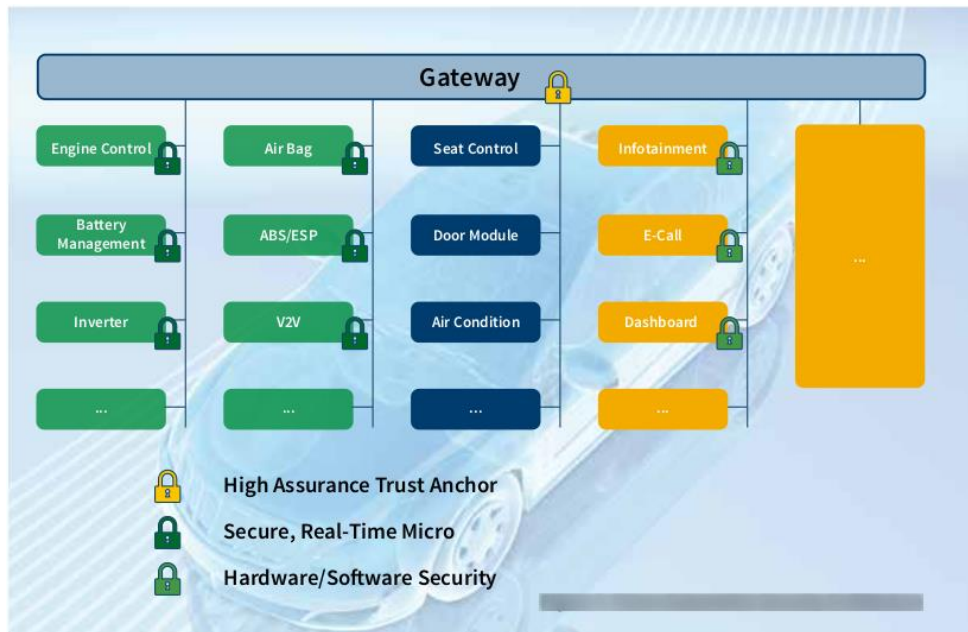 Gateway
Engine Control
Air Bag
Seat Control
Infotainment
Battery
Management
ABS/ESP
Door Module
E-Call
...
Inverter
V2V
Air Condition
Dashboard
...
...
...
...
High Assurance Trust Anchor
Secure, Real-Time Micro
Hardware/Software Security